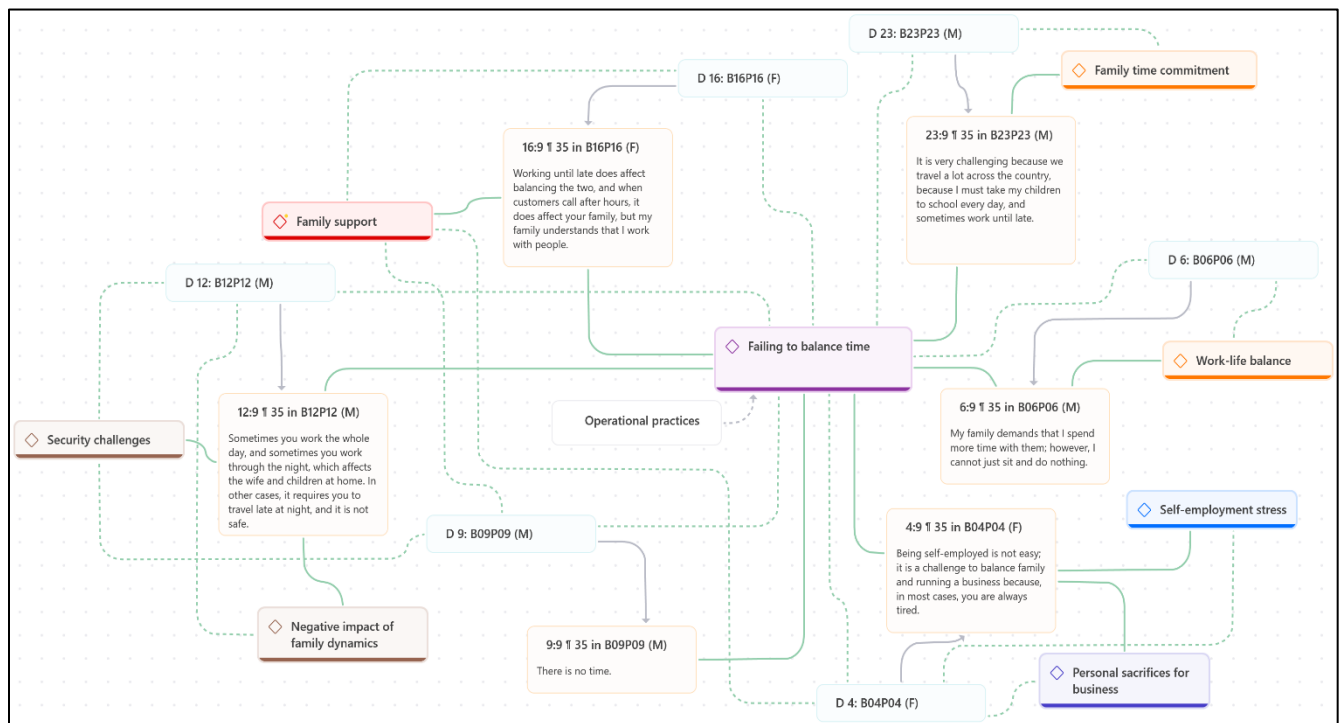 D 23: B23P23 (M)
Family time commitment
D 16: B16P16 (F)
16:9 ¶ 35 in B16P16 (F)
Working until late does affect
balancing the two, and when
customers call after hours, it
does affect your family, but my
family understands that I work
with people.
23:9 ¶ 35 in B23P23 (M)
It is very challenging because we
travel a lot across the country,
because I must take my children
to school every day, and
sometimes work until late.
Family support
D 12: B12P12 (M)
D 6: B06P06 (M)
Failing to balance time
Work-life balance
12:9 ¶ 35 in B12P12 (M)
Sometimes you work the whole
day, and sometimes you work
through the night, which affects
the wife and children at home. In
other cases, it requires you to
travel late at night, and it is not
safe.
Operational practices
6:9 ¶ 35 in B06P06 (M)
My family demands that I spend
more time with them; however, I
cannot just sit and do nothing.
Security challenges
D 9: B09P09 (M)
4:9 ¶ 35 in B04P04 (F)
Being self-employed is not easy;
it is a challenge to balance family
and running a business because,
in most cases, you are always
tired.
Self-employment stress
Negative impact of
family dynamics
9:9 ¶ 35 in B09P09 (M)
There is no time.
D 4: B04P04 (F)
Personal sacrifices for
business